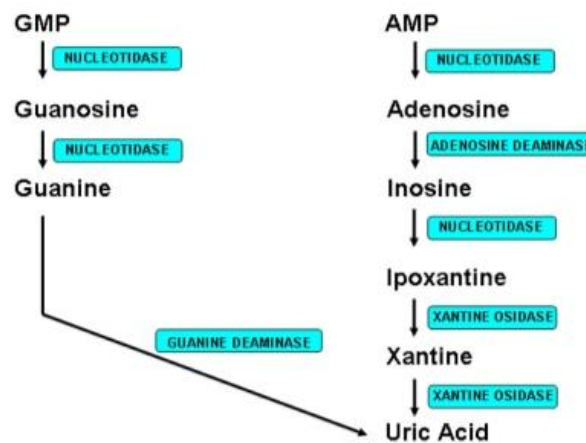 GMP
NUCLEOTIDASE
Guanosine
NUCLEOTIDASE
Guanine
GUANINE DEAMINASE
AMP
NUCLEOTIDASE
Adenosine
ADENOSINE DEAMINASE
Inosine
NUCLEOTIDASE
Ipoxantine
XANTINE OSIDASE
Xantine
XANTINE OSIDASE
Uric Acid